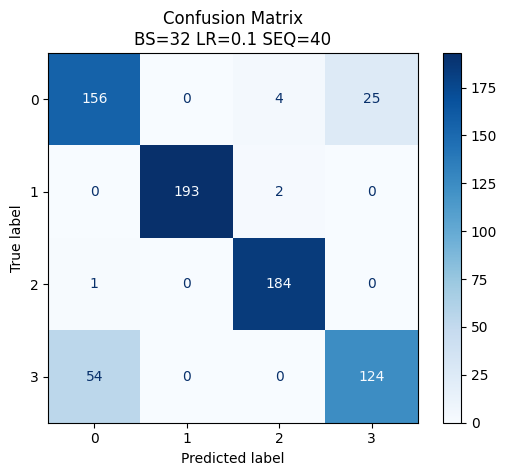 Confusion Matrix
BS=32 LR=0.1 SEQ=40
0 156 0 4 25
1 0 193 2 0
2 1 0 184 0
3 54 0 0 124
0 1 2 3
Predicted label
True label
175
150
125
100
75
50
25
0